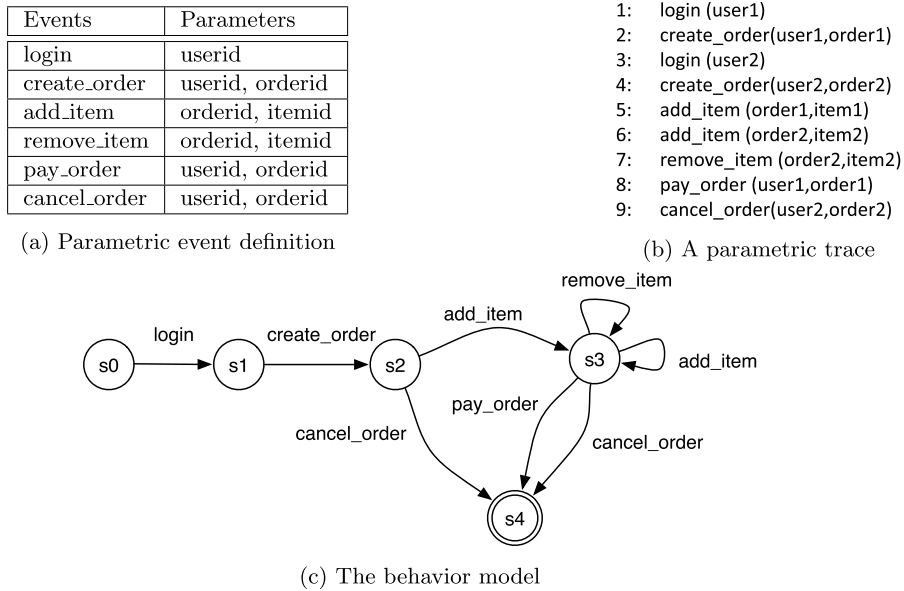 Events Parameters
login userid
create_order userid, orderid
add_item orderid, itemid
remove_item orderid, itemid
pay_order userid, orderid
cancel_order userid, orderid
(a) Parametric event definition
1: login (user1)
2: create_order(user1,order1)
3: login (user2)
4: create_order(user2,order2)
5: add_item (order1,item1)
6: add_item (order2,item2)
7: remove_item (order2,item2)
8: pay_order (user1,order1)
9: cancel_order(user2,order2)
(b) A parametric trace
remove_item
add_item
login
create_order
s0
s1
s2
s3
add_item
pay_order
cancel_order
cancel_order
s4
(c) The behavior model